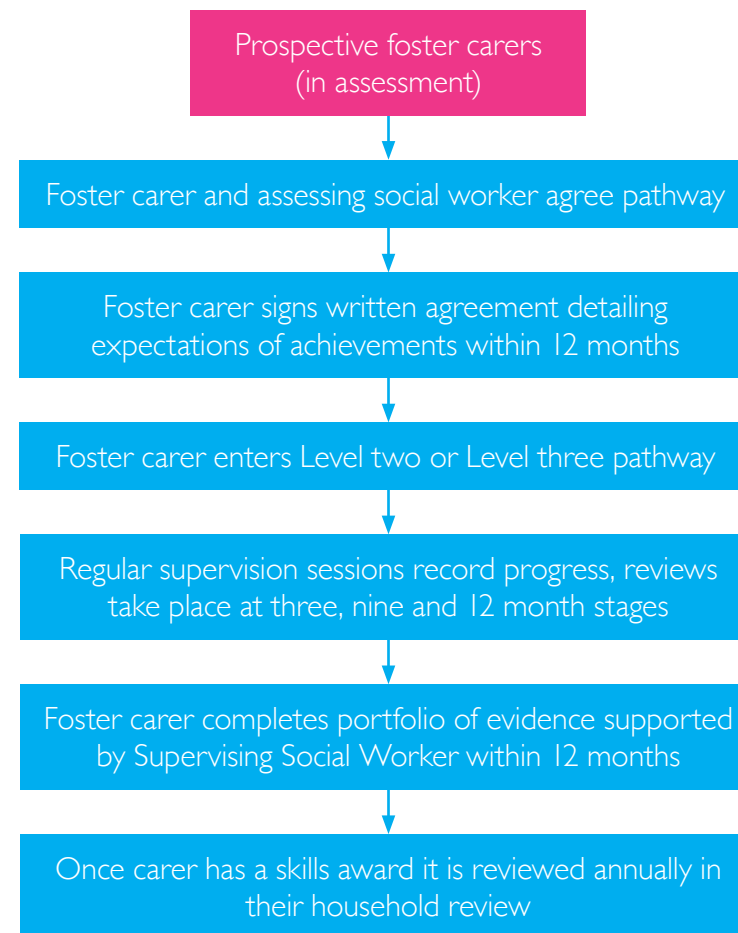 Prospective foster carers
(in assessment)
Foster carer and assessing social worker agree pathway
Foster carer signs written agreement detailing
expectations of achievements within 12 months
Foster carer enters Level two or Level three pathway
Regular supervision sessions record progress, reviews
take place at three, nine and 12 month stages
Foster carer completes portfolio of evidence supported
by Supervising Social Worker within 12 months
Once carer has a skills award it is reviewed annually in
their household review